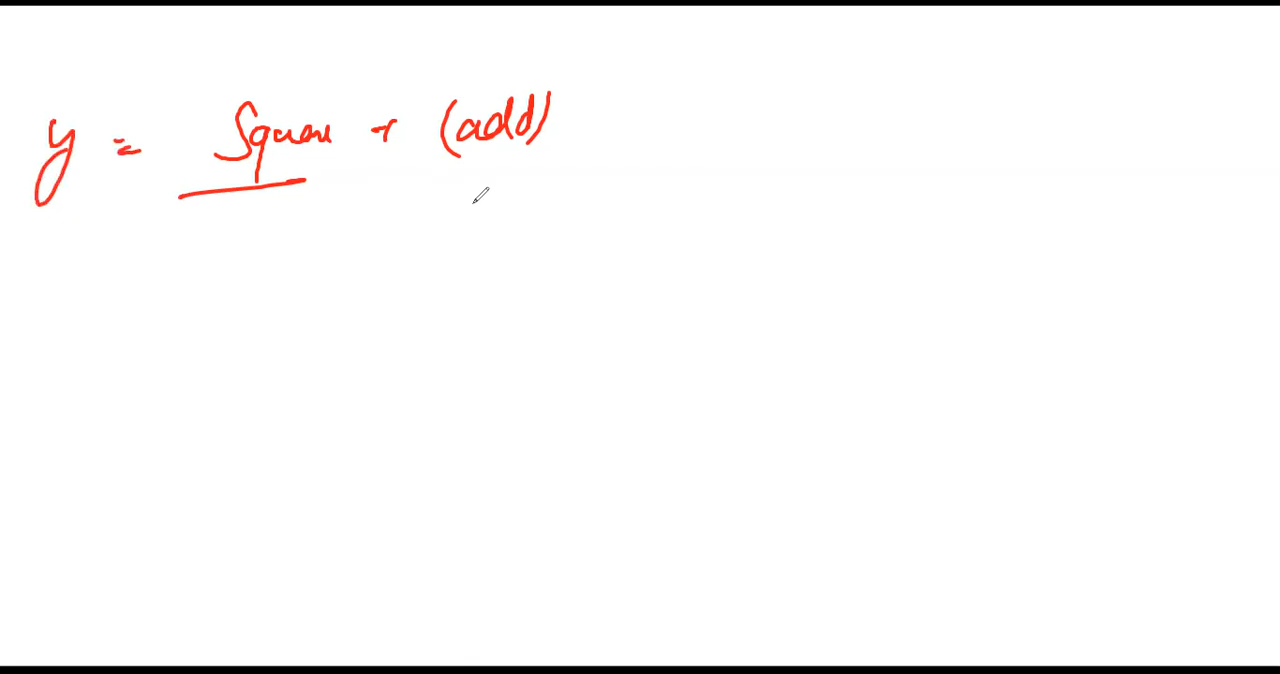 y = Square + (add)